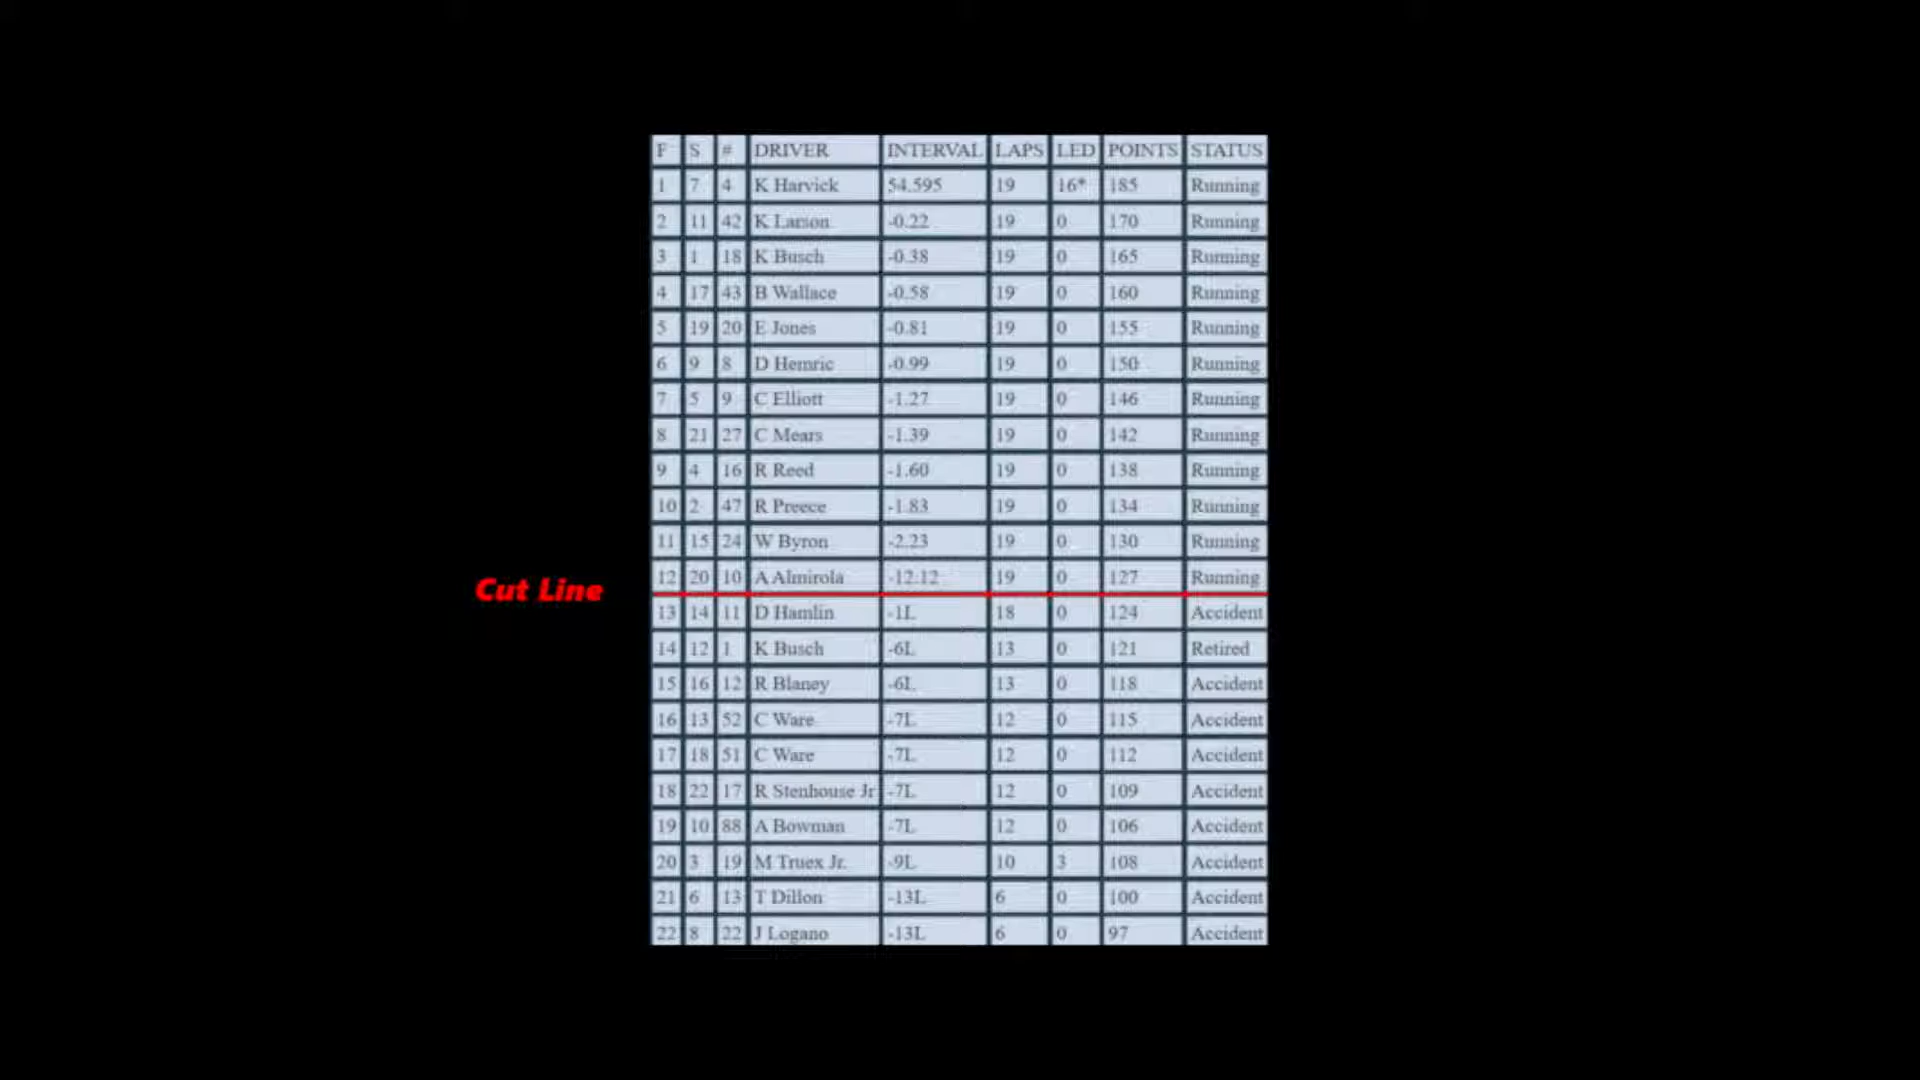 F S # DRIVER INTERVAL LAPS LED POINTS STATUS
1 7 4 K Harvick 54.595 19 16* 185 Running
2 11 42 K Larson -0.22 19 0 170 Running
3 1 18 K Busch -0.38 19 0 165 Running
4 17 43 B Wallace -0.58 19 0 160 Running
5 19 20 E Jones -0.81 19 0 155 Running
6 9 8 D Hemric -0.99 19 0 150 Running
7 5 9 C Elliott -1.27 19 0 146 Running
8 21 27 C Mears -1.39 19 0 142 Running
9 4 16 R Reed -1.60 19 0 138 Running
10 2 47 R Preece -1.83 19 0 134 Running
11 15 24 W Byron -2.23 19 0 130 Running
12 20 10 A Almirola -12.12 19 0 127 Running
Cut Line
13 14 11 D Hamlin -1L 18 0 124 Accident
14 12 1 K Busch -6L 13 0 121 Retired
15 16 12 R Blaney -6L 13 0 118 Accident
16 13 52 C Ware -7L 12 0 115 Accident
17 18 51 C Ware -7L 12 0 112 Accident
18 22 17 R Stenhouse Jr -7L 12 0 109 Accident
19 10 88 A Bowman -7L 12 0 106 Accident
20 3 19 M Truex Jr. -9L 10 3 108 Accident
21 6 13 T Dillon -13L 6 0 100 Accident
22 8 22 J Logano -13L 6 0 97 Accident